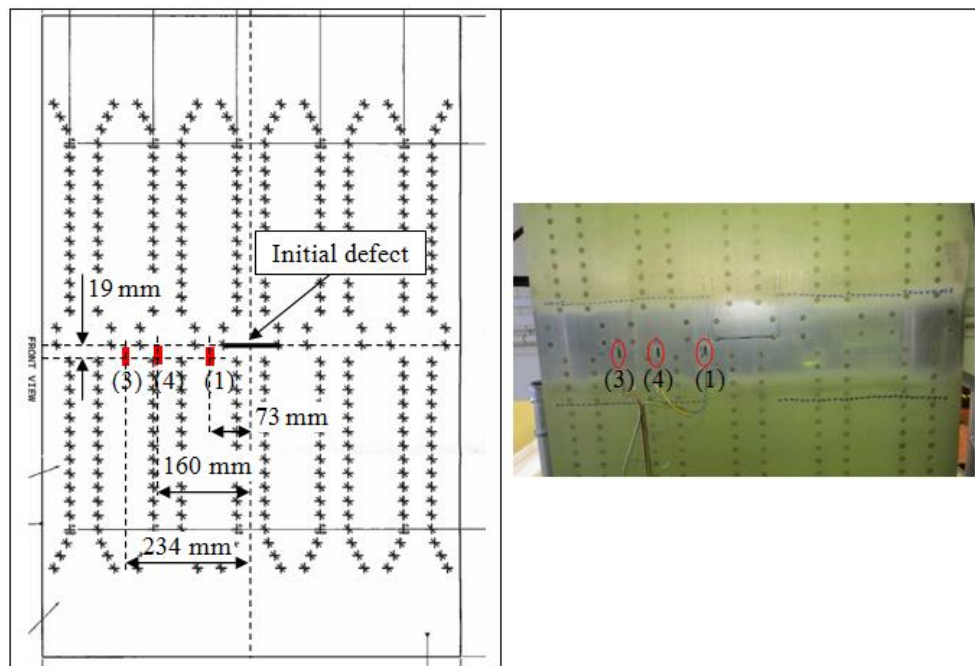 Initial defect
19 mm
FRONT VIEW
(3) (4) (1)
73 mm
160 mm
234 mm
(3) (4) (1)